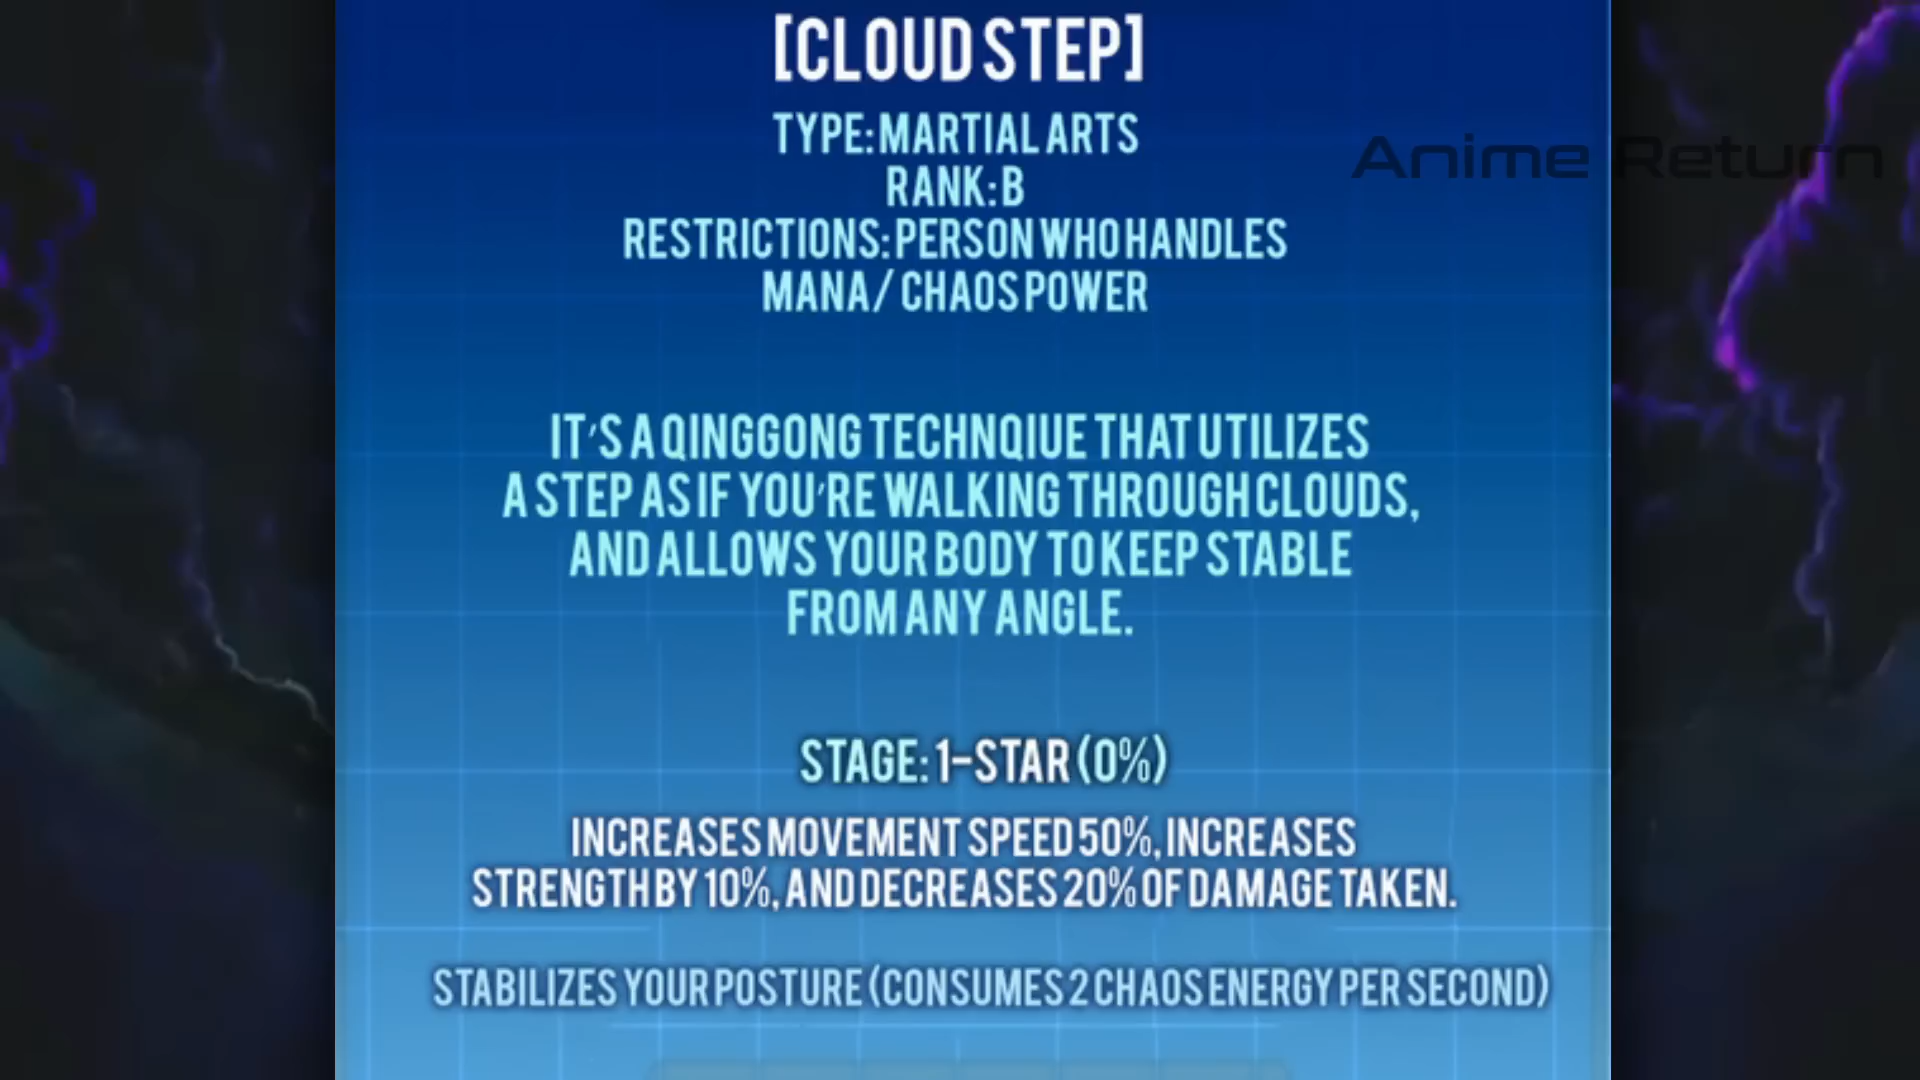 [CLOUD STEP]
TYPE: MARTIAL ARTS
Anime Return
RANK: B
RESTRICTIONS: PERSON WHO HANDLES
MANA / CHAOS POWER
IT'S A QINGGONG TECHNQIUE THAT UTILIZES
A STEP AS IF YOU'RE WALKING THROUGH CLOUDS,
AND ALLOWS YOUR BODY TO KEEP STABLE
FROM ANY ANGLE.
STAGE: 1-STAR (0%)
INCREASES MOVEMENT SPEED 50%, INCREASES
STRENGTH BY 10%, AND DECREASES 20% OF DAMAGE TAKEN.
STABILIZES YOUR POSTURE (CONSUMES 2 CHAOS ENERGY PER SECOND)